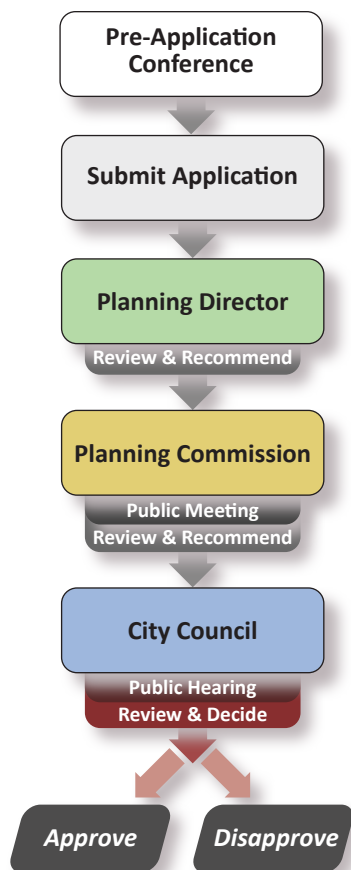 Pre-Application
Conference
Submit Application
Planning Director
Review & Recommend
Planning Commission
Public Meeting
Review & Recommend
City Council
Public Hearing
Review & Decide
Approve
Disapprove